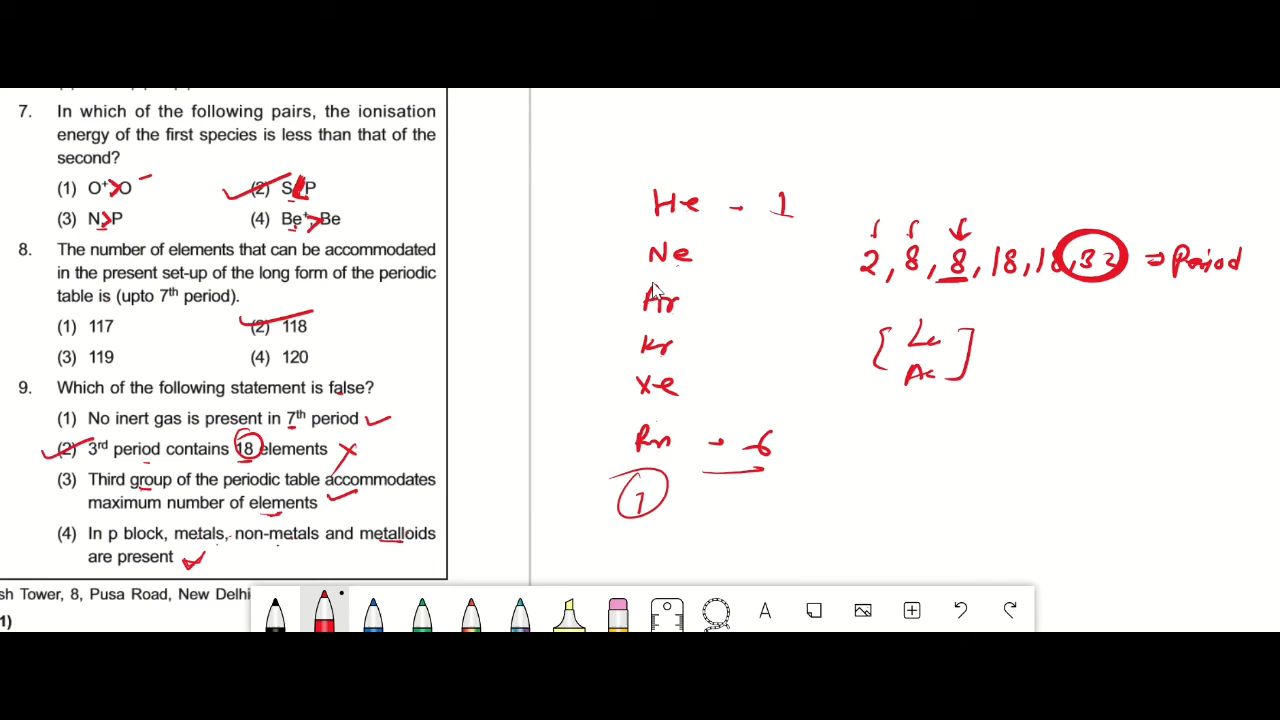 7. In which of the following pairs, the ionisation
energy of the first species is less than that of the
second?
(1) O⁺, O
(2) S, P
(3) N, P
(4) Be⁺, Be
8. The number of elements that can be accommodated
in the present set-up of the long form of the periodic
table is (upto 7th period).
(1) 117
(2) 118
(3) 119
(4) 120
9. Which of the following statement is false?
(1) No inert gas is present in 7th period
(2) 3rd period contains 18 elements
(3) Third group of the periodic table accommodates
maximum number of elements
(4) In p block, metals, non-metals and metalloids
are present
sh Tower, 8, Pusa Road, New Delhi
1)
He - 1
Ne
Ar
Kr
Xe
Rn - 6
7
2, 8, 8, 18, 18, 32 ⇒ Period
[ La
Ac ]
A